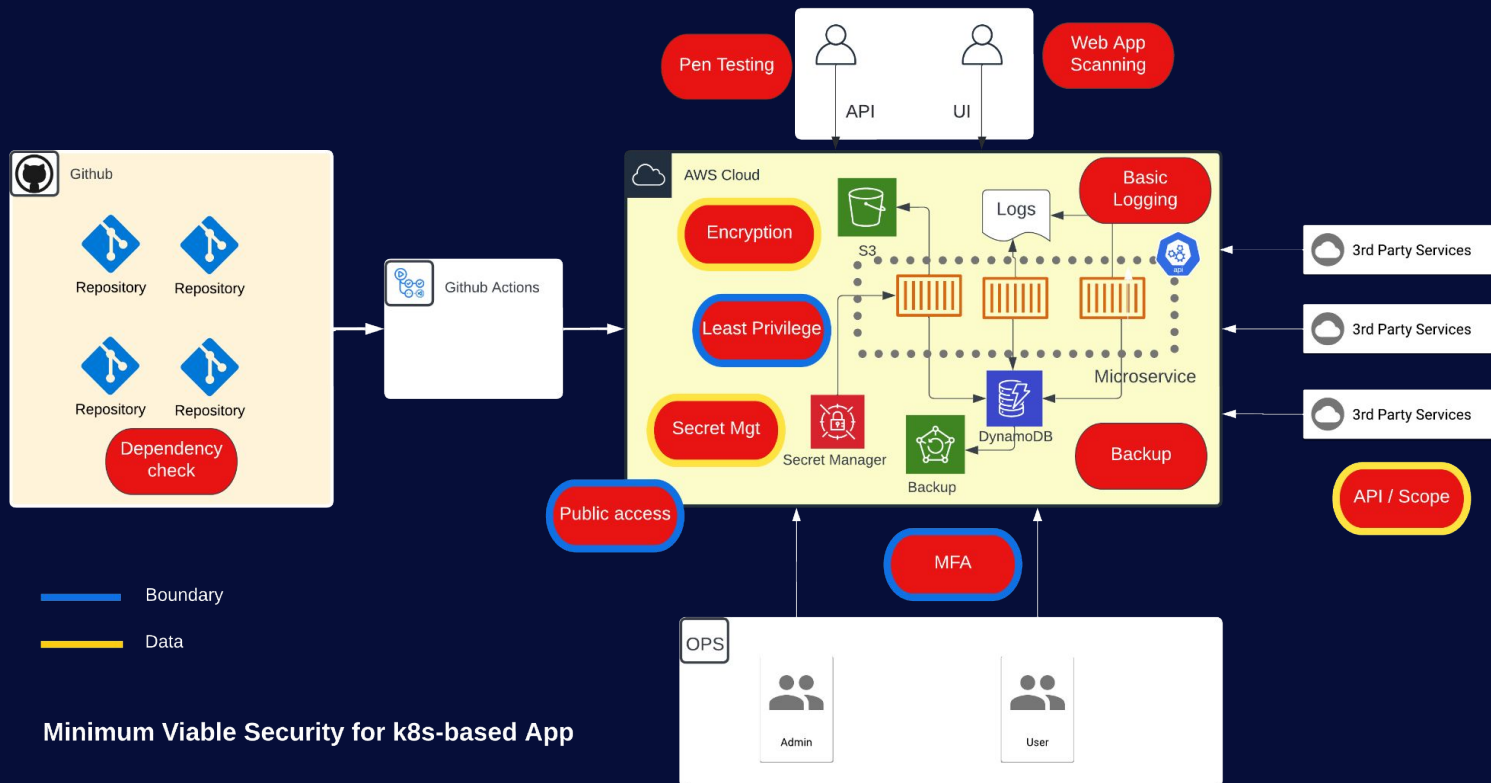 Pen Testing
Web App
Scanning
API
UI
Github
Repository
Repository
Repository
Repository
Dependency
check
Github Actions
AWS Cloud
Encryption
S3
Logs
Basic
Logging
api
Least Privilege
Microservice
Secret Mgt
Secret Manager
DynamoDB
Backup
Backup
Public access
MFA
3rd Party Services
3rd Party Services
3rd Party Services
API / Scope
Boundary
Data
OPS
Admin
User
Minimum Viable Security for k8s-based App